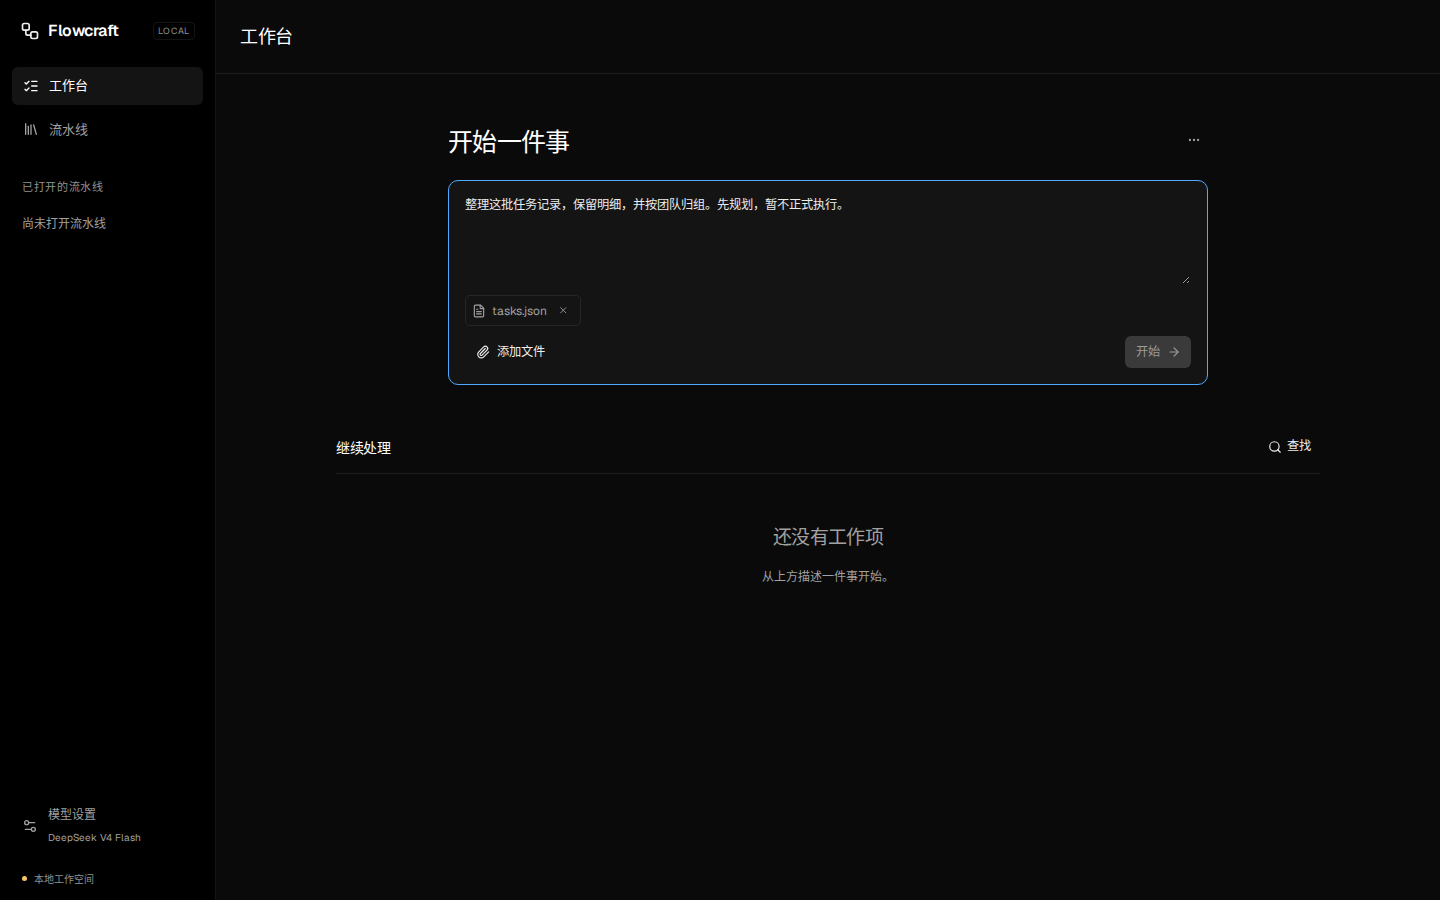 Flowcraft
LOCAL
工作台
流水线
已打开的流水线
尚未打开流水线
模型设置
DeepSeek V4 Flash
本地工作空间
工作台
开始一件事
整理这批任务记录，保留明细，并按团队归组。先规划，暂不正式执行。
tasks.json
添加文件
开始
继续处理
查找
还没有工作项
从上方描述一件事开始。